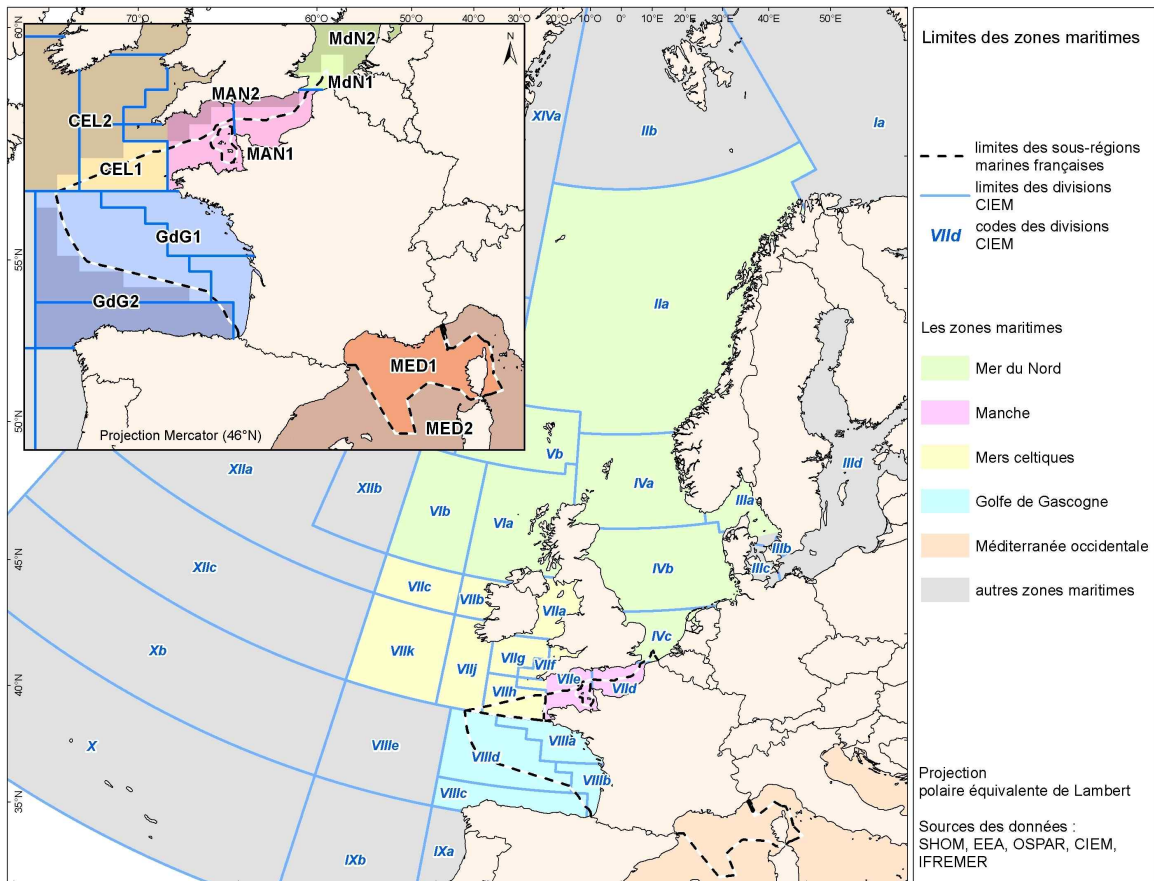 70°W
60°W
50°W
40°W
30°W
20°W
10°W
0°
10°E
20°E
30°E
40°E
50°E
60°N
55°N
50°N
45°N
40°N
35°N
MdN2
N
MdN1
MAN2
CEL2
MAN1
CEL1
GdG1
GdG2
MED1
MED2
Projection Mercator (46°N)
XIVa
IIb
Ia
IIa
Vb
XIIa
XIIb
IVa
IIId
VIb
VIa
IIIa
IIIb
IIIc
XIIc
IVb
VIIc
VIIb
VIIa
Xb
IVc
VIIk
VIIj
VIIg
VIIf
VIIh
VIIe
VIId
X
VIIIe
VIIId
VIIIa
VIIIb
VIIIc
IXb
IXa
Limites des zones maritimes
limites des sous-régions
marines françaises
limites des divisions
CIEM
VIId
codes des divisions
CIEM
Les zones maritimes
Mer du Nord
Manche
Mers celtiques
Golfe de Gascogne
Méditerranée occidentale
autres zones maritimes
Projection
polaire équivalente de Lambert
Sources des données :
SHOM, EEA, OSPAR, CIEM,
IFREMER